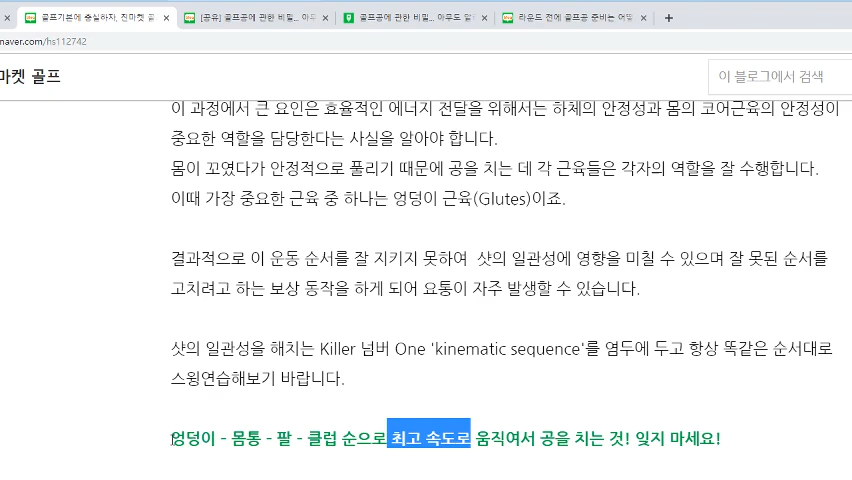 골프기본에 충실하자, 진마켓 골
[공유] 골프공에 관한 비밀... 아무
골프공에 관한 비밀... 아무도 알
라운드 전에 골프공 준비는 어떻
naver.com/hs112742
마켓 골프
이 블로그에서 검색
이 과정에서 큰 요인은 효율적인 에너지 전달을 위해서는 하체의 안정성과 몸의 코어근육의 안정성이
중요한 역할을 담당한다는 사실을 알아야 합니다.
몸이 꼬였다가 안정적으로 풀리기 때문에 공을 치는 데 각 근육들은 각자의 역할을 잘 수행합니다.
이때 가장 중요한 근육 중 하나는 엉덩이 근육(Glutes)이죠.
결과적으로 이 운동 순서를 잘 지키지 못하여 샷의 일관성에 영향을 미칠 수 있으며 잘 못된 순서를
고치려고 하는 보상 동작을 하게 되어 요통이 자주 발생할 수 있습니다.
샷의 일관성을 해치는 Killer 넘버 One 'kinematic sequence'를 염두에 두고 항상 똑같은 순서대로
스윙연습해보기 바랍니다.
엉덩이 - 몸통 - 팔 - 클럽 순으로 최고 속도로 움직여서 공을 치는 것! 잊지 마세요!